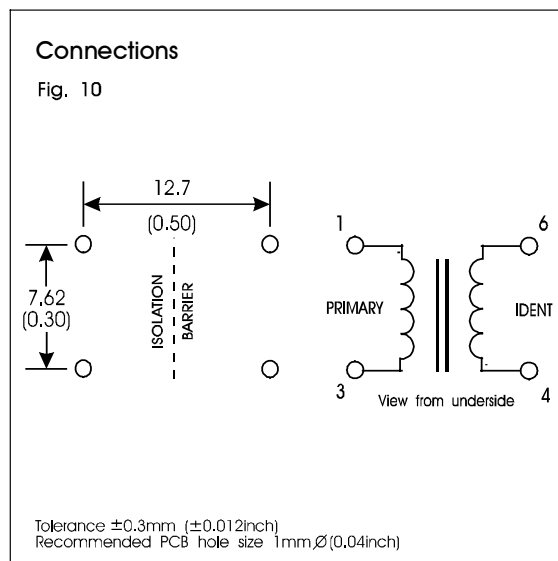 Connections
Fig. 10
12.7
(0.50)
7.62
(0.30)
ISOLATION
BARRIER
1
6
PRIMARY
IDENT
3
4
View from underside
Tolerance ±0.3mm (±0.012inch)
Recommended PCB hole size 1mm Ø (0.04inch)